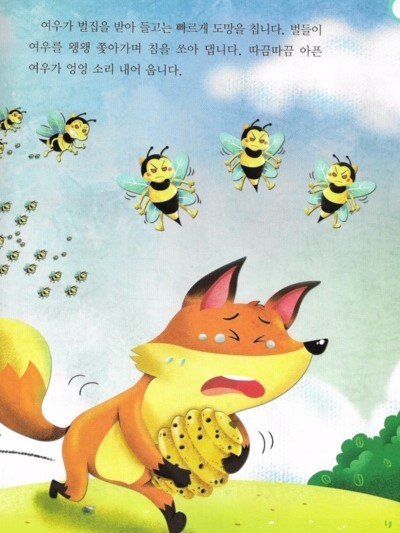 여우가 벌집을 받아 들고는 빠르게 도망을 칩니다. 벌들이
여우를 왱왱 쫓아가며 침을 쏘아 댑니다. 따끔따끔 아픈
여우가 엉엉 소리 내어 웁니다.